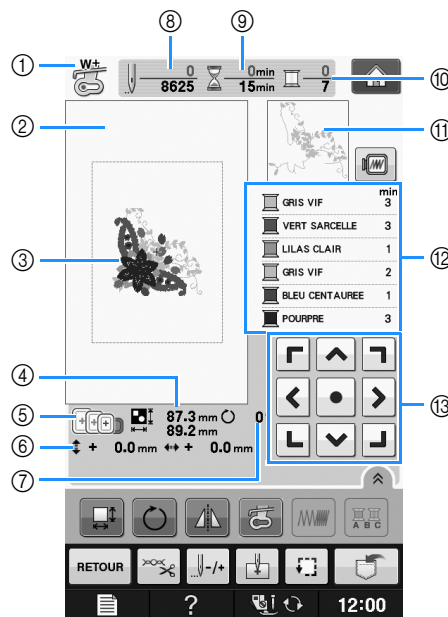 ⑧ ⑨
① W± 0 0min 0 ⑩
8625 15min 7
② ⑪
min
GRIS VIF 3
VERT SARCELLE 3
LILAS CLAIR 1
⑫
GRIS VIF 2
BLEU CENTAUREE 1
POURPRE 3
③
④
⑤ 87.3 mm 0
89.2 mm
⑥ + 0.0 mm + 0.0 mm
⑦
⑬
A B C
RETOUR -/+
? 12:00